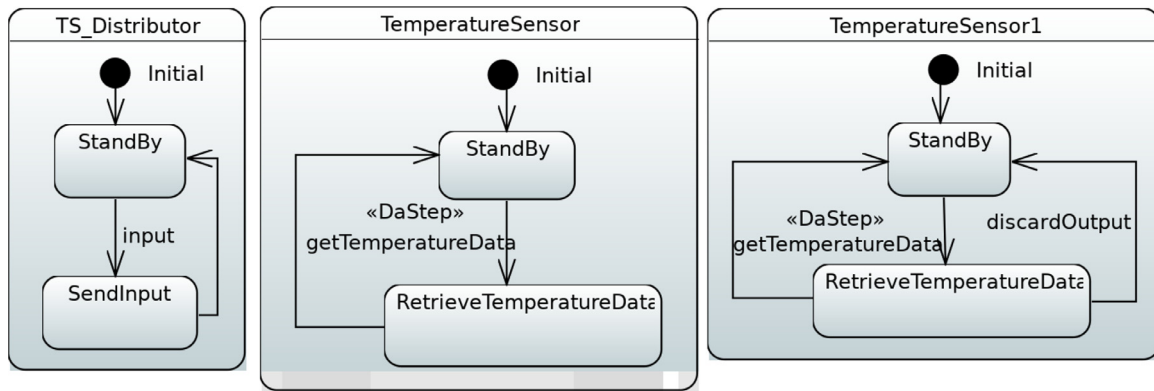 TS_Distributor
Initial
StandBy
input
SendInput
TemperatureSensor
Initial
StandBy
«DaStep»
getTemperatureData
RetrieveTemperatureData
TemperatureSensor1
Initial
StandBy
«DaStep»
getTemperatureData
discardOutput
RetrieveTemperatureData